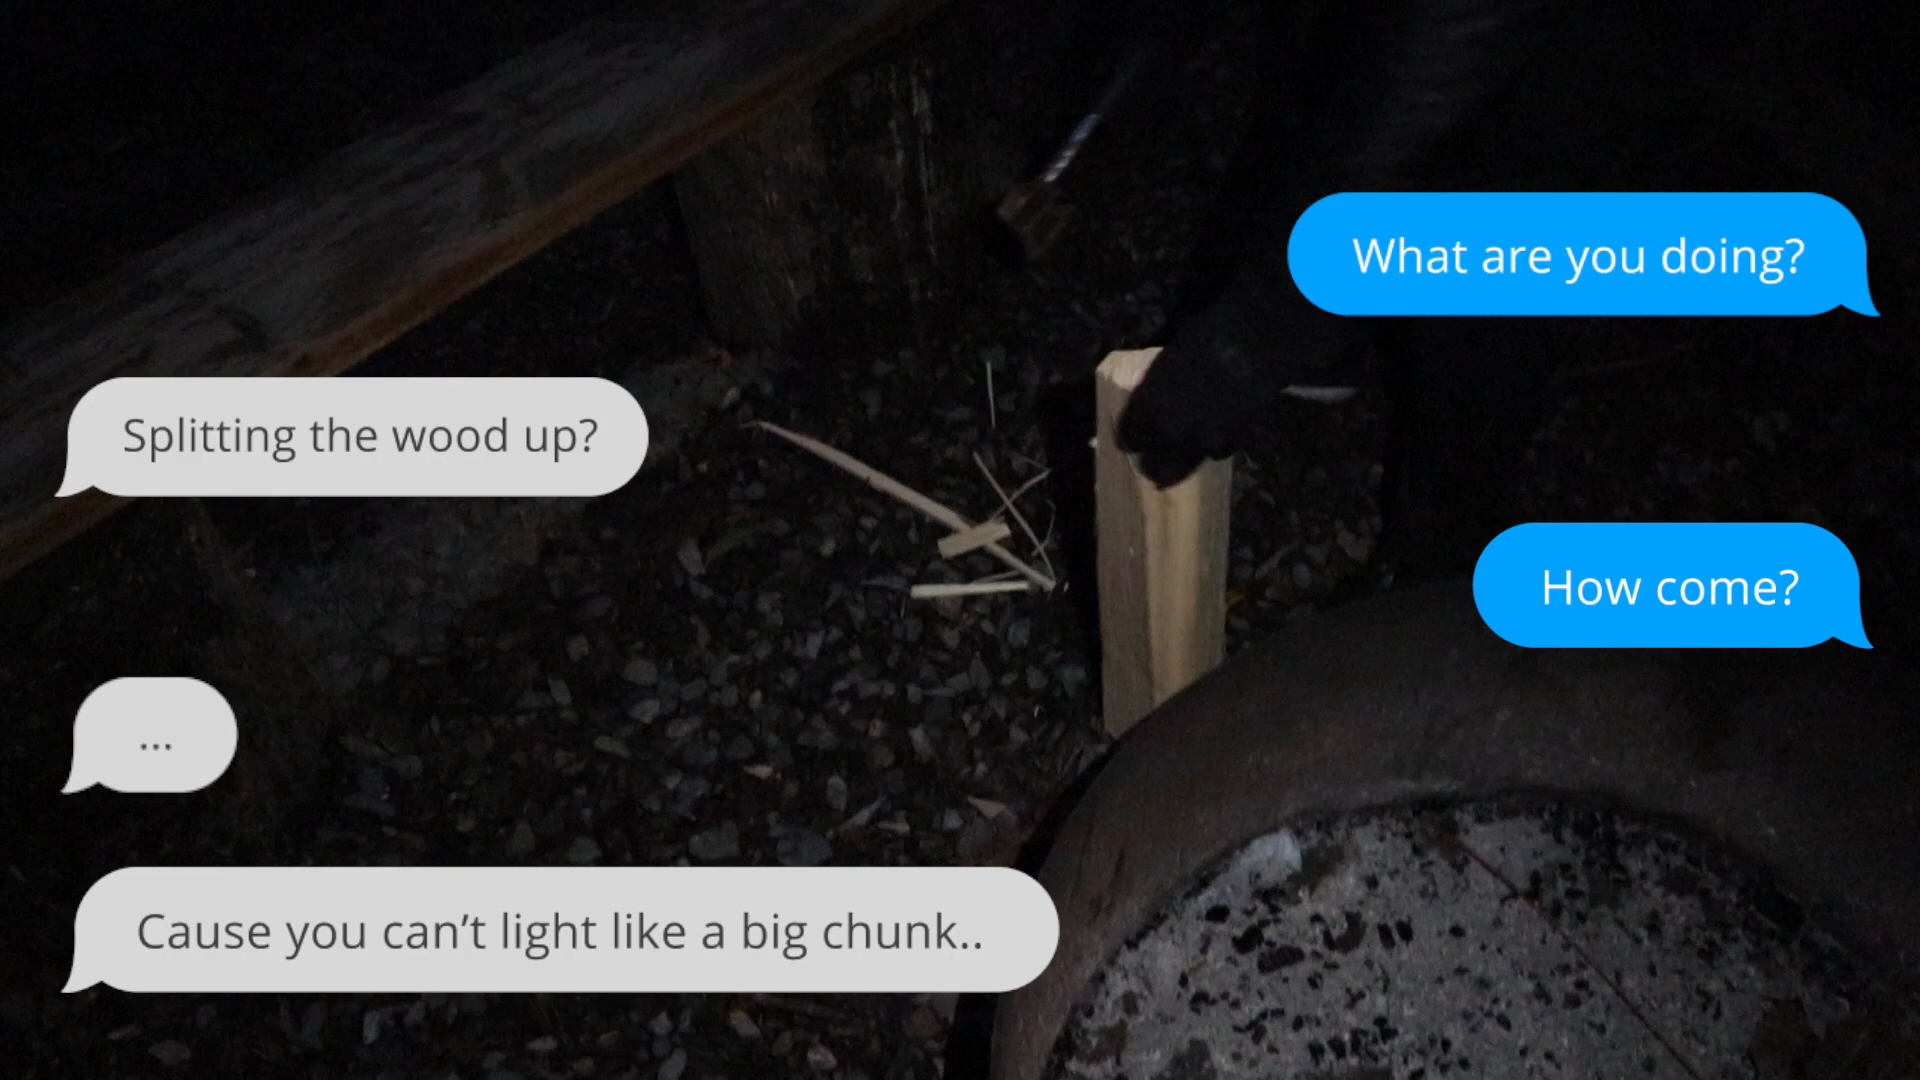 What are you doing?
Splitting the wood up?
How come?
...
Cause you can’t light like a big chunk..